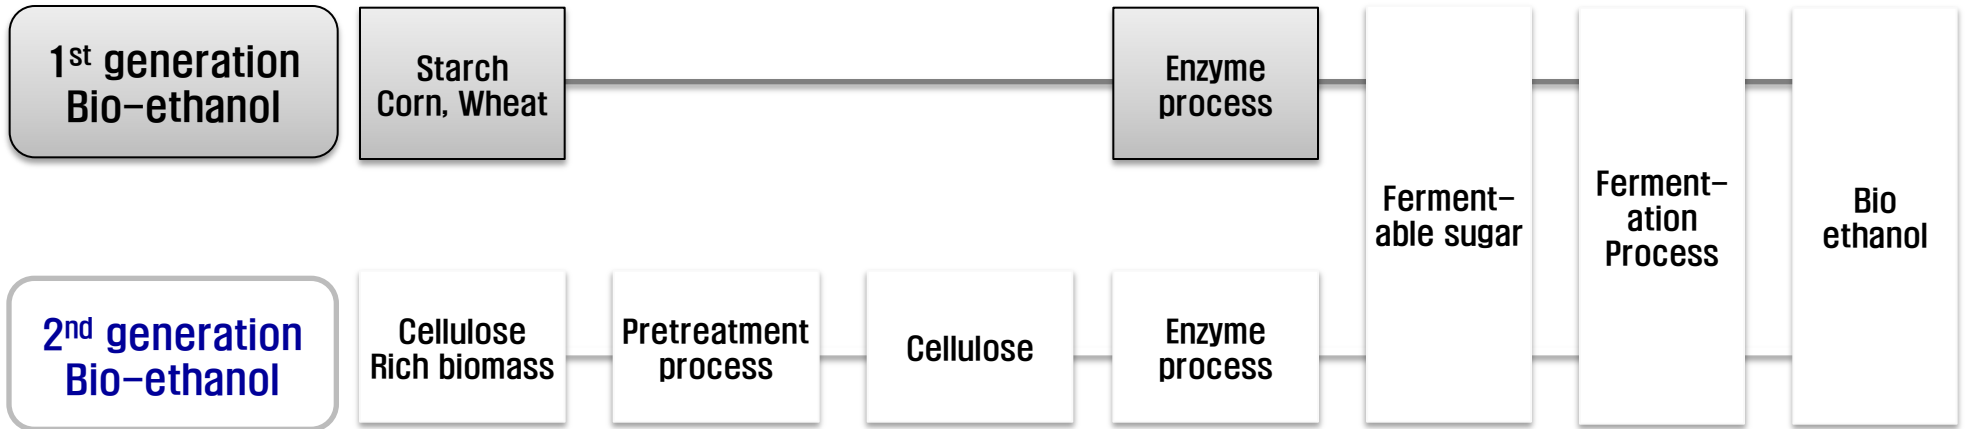 1st generation
Bio-ethanol
Starch
Corn, Wheat
Enzyme
process
Ferment-
able sugar
Ferment-
ation
Process
Bio
ethanol
2nd generation
Bio-ethanol
Cellulose
Rich biomass
Pretreatment
process
Cellulose
Enzyme
process